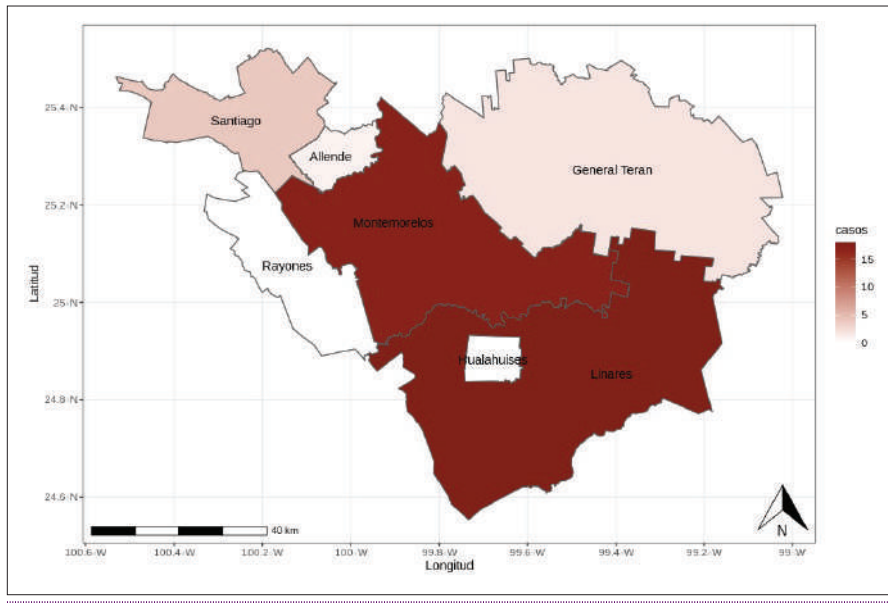 25.4◦N
25.2◦N
25◦N
24.8◦N
24.6◦N
Latitud
Santiago
Allende
General Teran
Montemorelos
Rayones
Hualahuises
Linares
casos
15
10
5
0
40 km
N
100.6◦W
100.4◦W
100.2◦W
100◦W
99.8◦W
99.6◦W
99.4◦W
99.2◦W
99◦W
Longitud